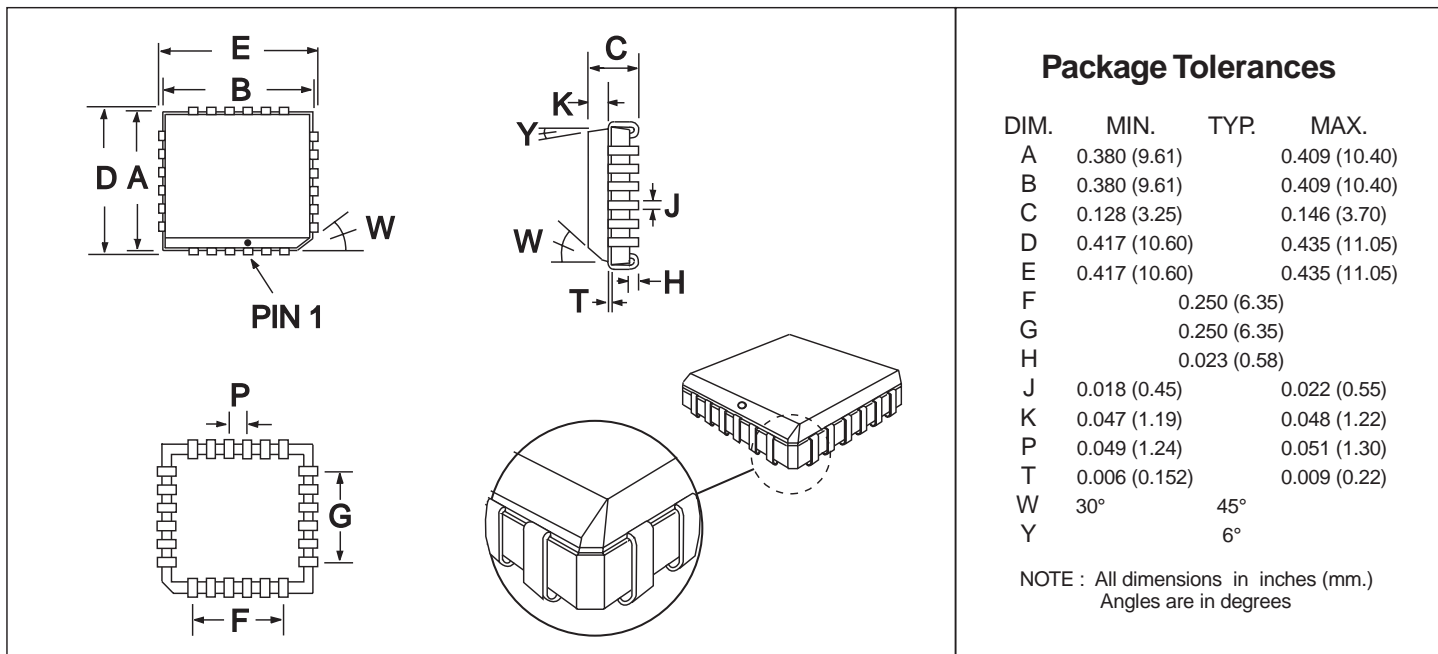 E
B
D A
W
PIN 1
C
K
Y
J
W
H
T
P
G
F
Package Tolerances
DIM. MIN. TYP. MAX.
A 0.380 (9.61) 0.409 (10.40)
B 0.380 (9.61) 0.409 (10.40)
C 0.128 (3.25) 0.146 (3.70)
D 0.417 (10.60) 0.435 (11.05)
E 0.417 (10.60) 0.435 (11.05)
F 0.250 (6.35)
G 0.250 (6.35)
H 0.023 (0.58)
J 0.018 (0.45) 0.022 (0.55)
K 0.047 (1.19) 0.048 (1.22)
P 0.049 (1.24) 0.051 (1.30)
T 0.006 (0.152) 0.009 (0.22)
W 30° 45°
Y 6°
NOTE : All dimensions in inches (mm.)
Angles are in degrees